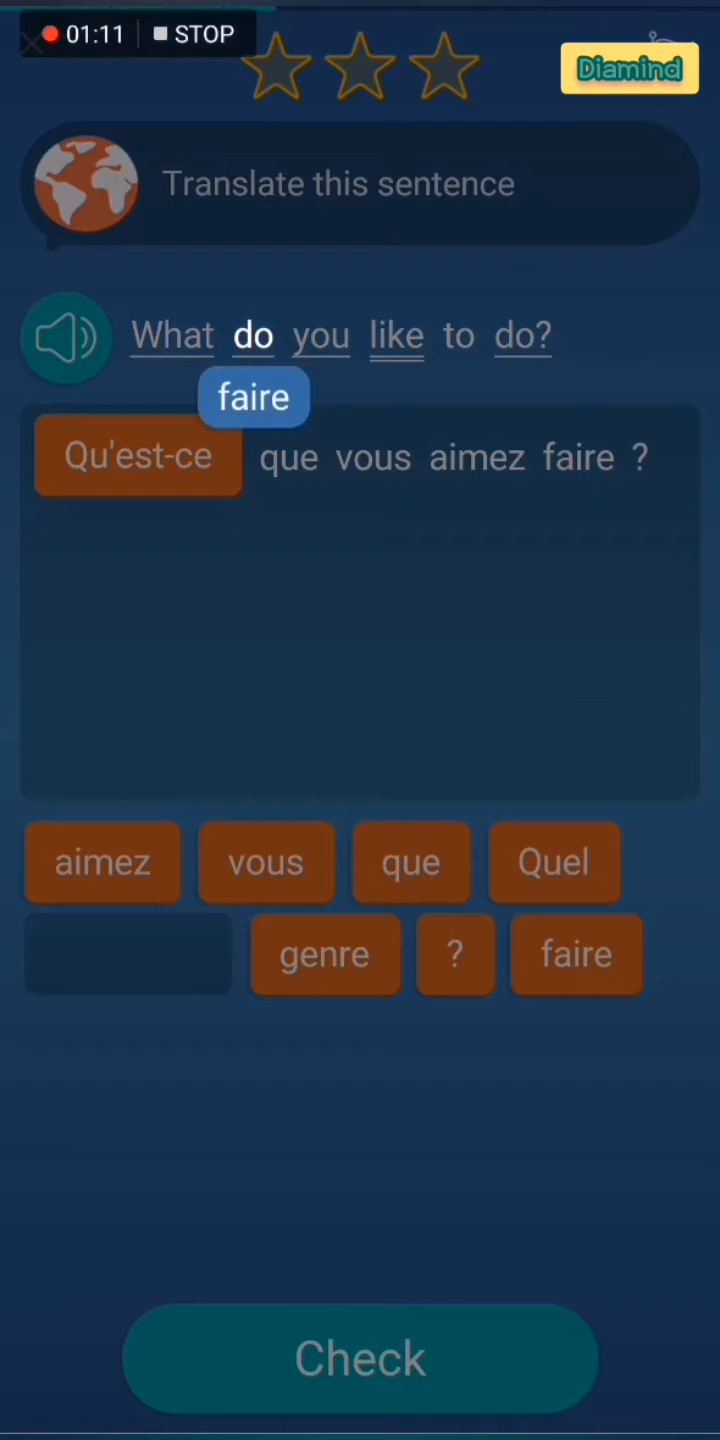 01:11 STOP
Diamind
Translate this sentence
What do you like to do?
faire
Qu'est-ce que vous aimez faire ?
aimez vous que Quel
genre ? faire
Check